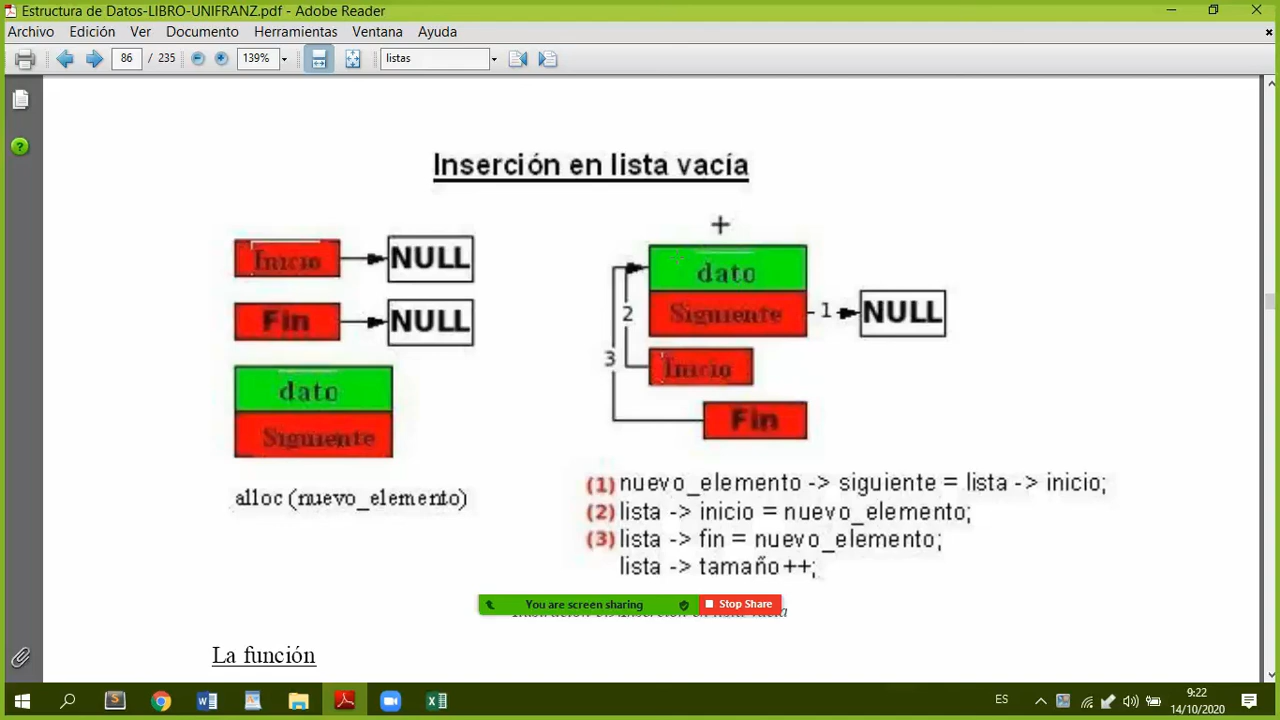 Estructura de Datos-LIBRO-UNIFRANZ.pdf - Adobe Reader
Archivo Edición Ver Documento Herramientas Ventana Ayuda
86 / 235 139% listas
Inserción en lista vacía
+
Inicio NULL
Fin NULL
dato
Siguiente
alloc (nuevo_elemento)
dato
Siguiente 1 NULL
2
3
Inicio
Fin
(1) nuevo_elemento -> siguiente = lista -> inicio;
(2) lista -> inicio = nuevo_elemento;
(3) lista -> fin = nuevo_elemento;
lista -> tamaño++;
You are screen sharing Stop Share
La función
ES 9:22
14/10/2020